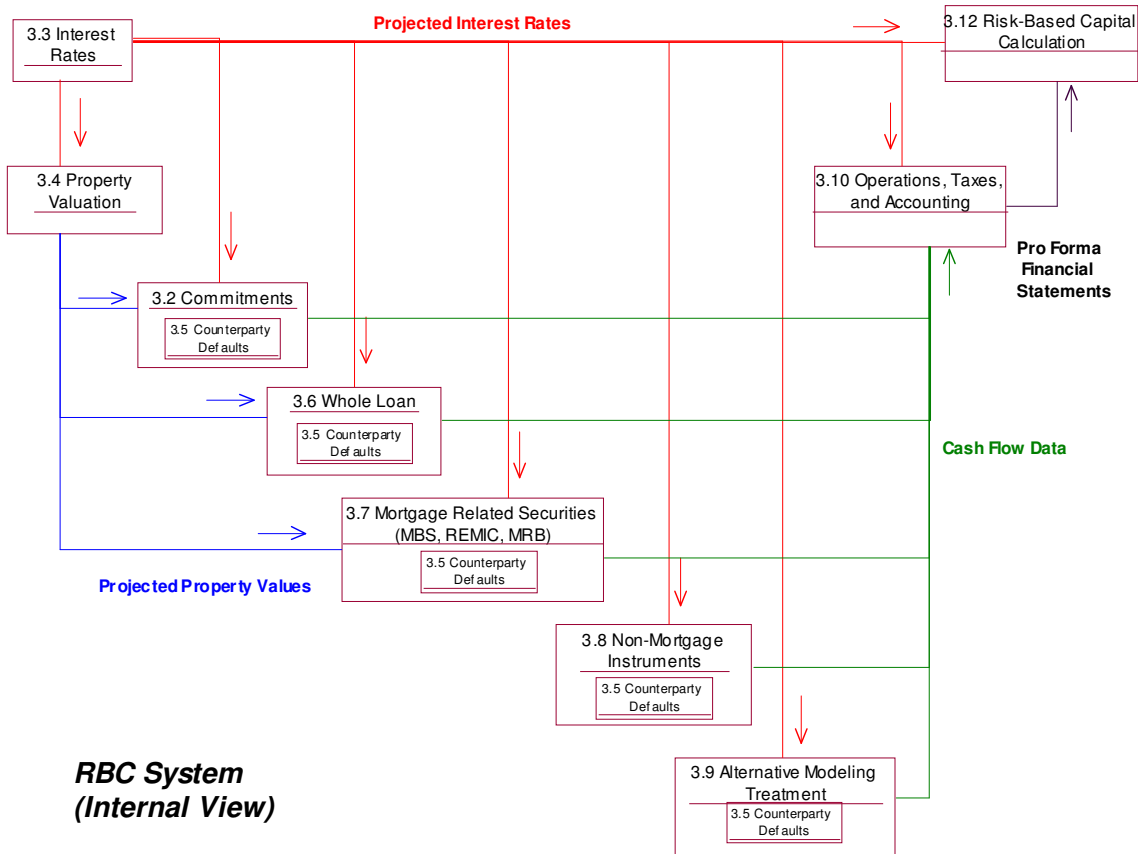 Projected Interest Rates
3.3 Interest
Rates
3.12 Risk-Based Capital
Calculation
3.4 Property
Valuation
3.10 Operations, Taxes,
and Accounting
Pro Forma
Financial
Statements
3.2 Commitments
3.5 Counterparty
Defaults
3.6 Whole Loan
3.5 Counterparty
Defaults
Cash Flow Data
3.7 Mortgage Related Securities
(MBS, REMIC, MRB)
3.5 Counterparty
Defaults
Projected Property Values
3.8 Non-Mortgage
Instruments
3.5 Counterparty
Defaults
RBC System
(Internal View)
3.9 Alternative Modeling
Treatment
3.5 Counterparty
Defaults